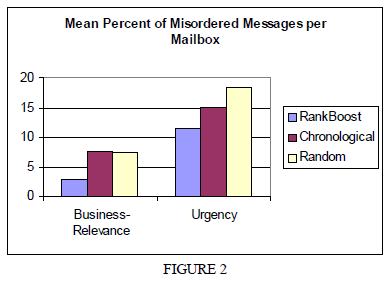 Mean Percent of Misordered Messages per
Mailbox
20
15
10
5
0
Business-
Relevance
Urgency
RankBoost
Chronological
Random
FIGURE 2